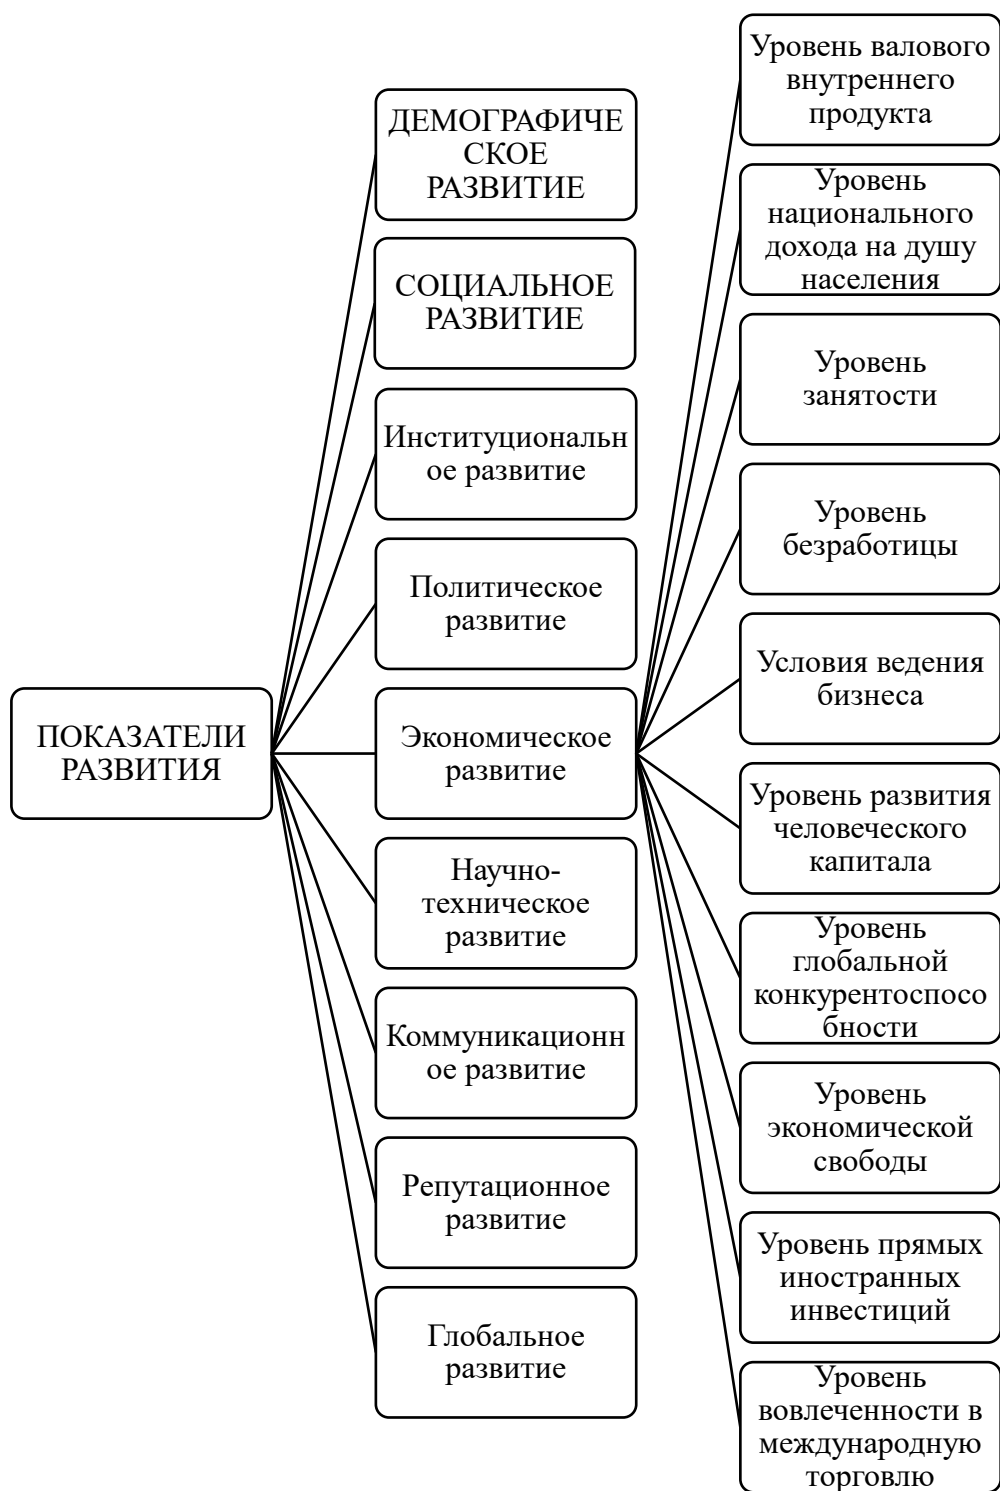 ПОКАЗАТЕЛИ
РАЗВИТИЯ
ДЕМОГРАФИЧЕ
СКОЕ
РАЗВИТИЕ
СОЦИАЛЬНОЕ
РАЗВИТИЕ
Институциональн
ое развитие
Политическое
развитие
Экономическое
развитие
Научно-
техническое
развитие
Коммуникационн
ое развитие
Репутационное
развитие
Глобальное
развитие
Уровень валового
внутреннего
продукта
Уровень
национального
дохода на душу
населения
Уровень
занятости
Уровень
безработицы
Условия ведения
бизнеса
Уровень развития
человеческого
капитала
Уровень
глобальной
конкурентоспосо
бности
Уровень
экономической
свободы
Уровень прямых
иностранных
инвестиций
Уровень
вовлеченности в
международную
торговлю